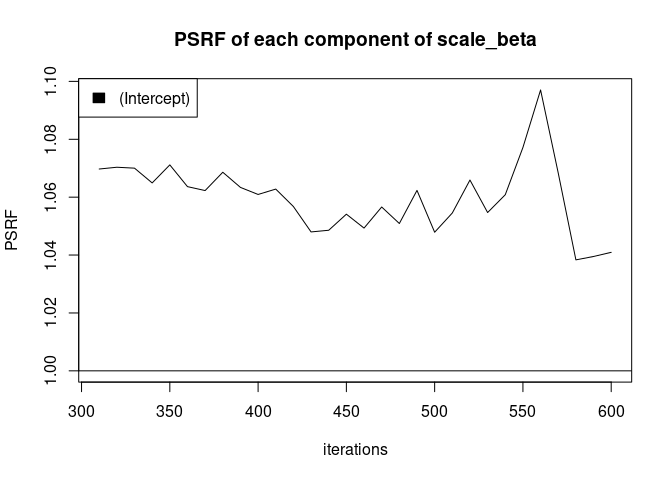 PSRF of each component of scale_beta
(Intercept)
PSRF
1.10
1.08
1.06
1.04
1.02
1.00
300 350 400 450 500 550 600
iterations